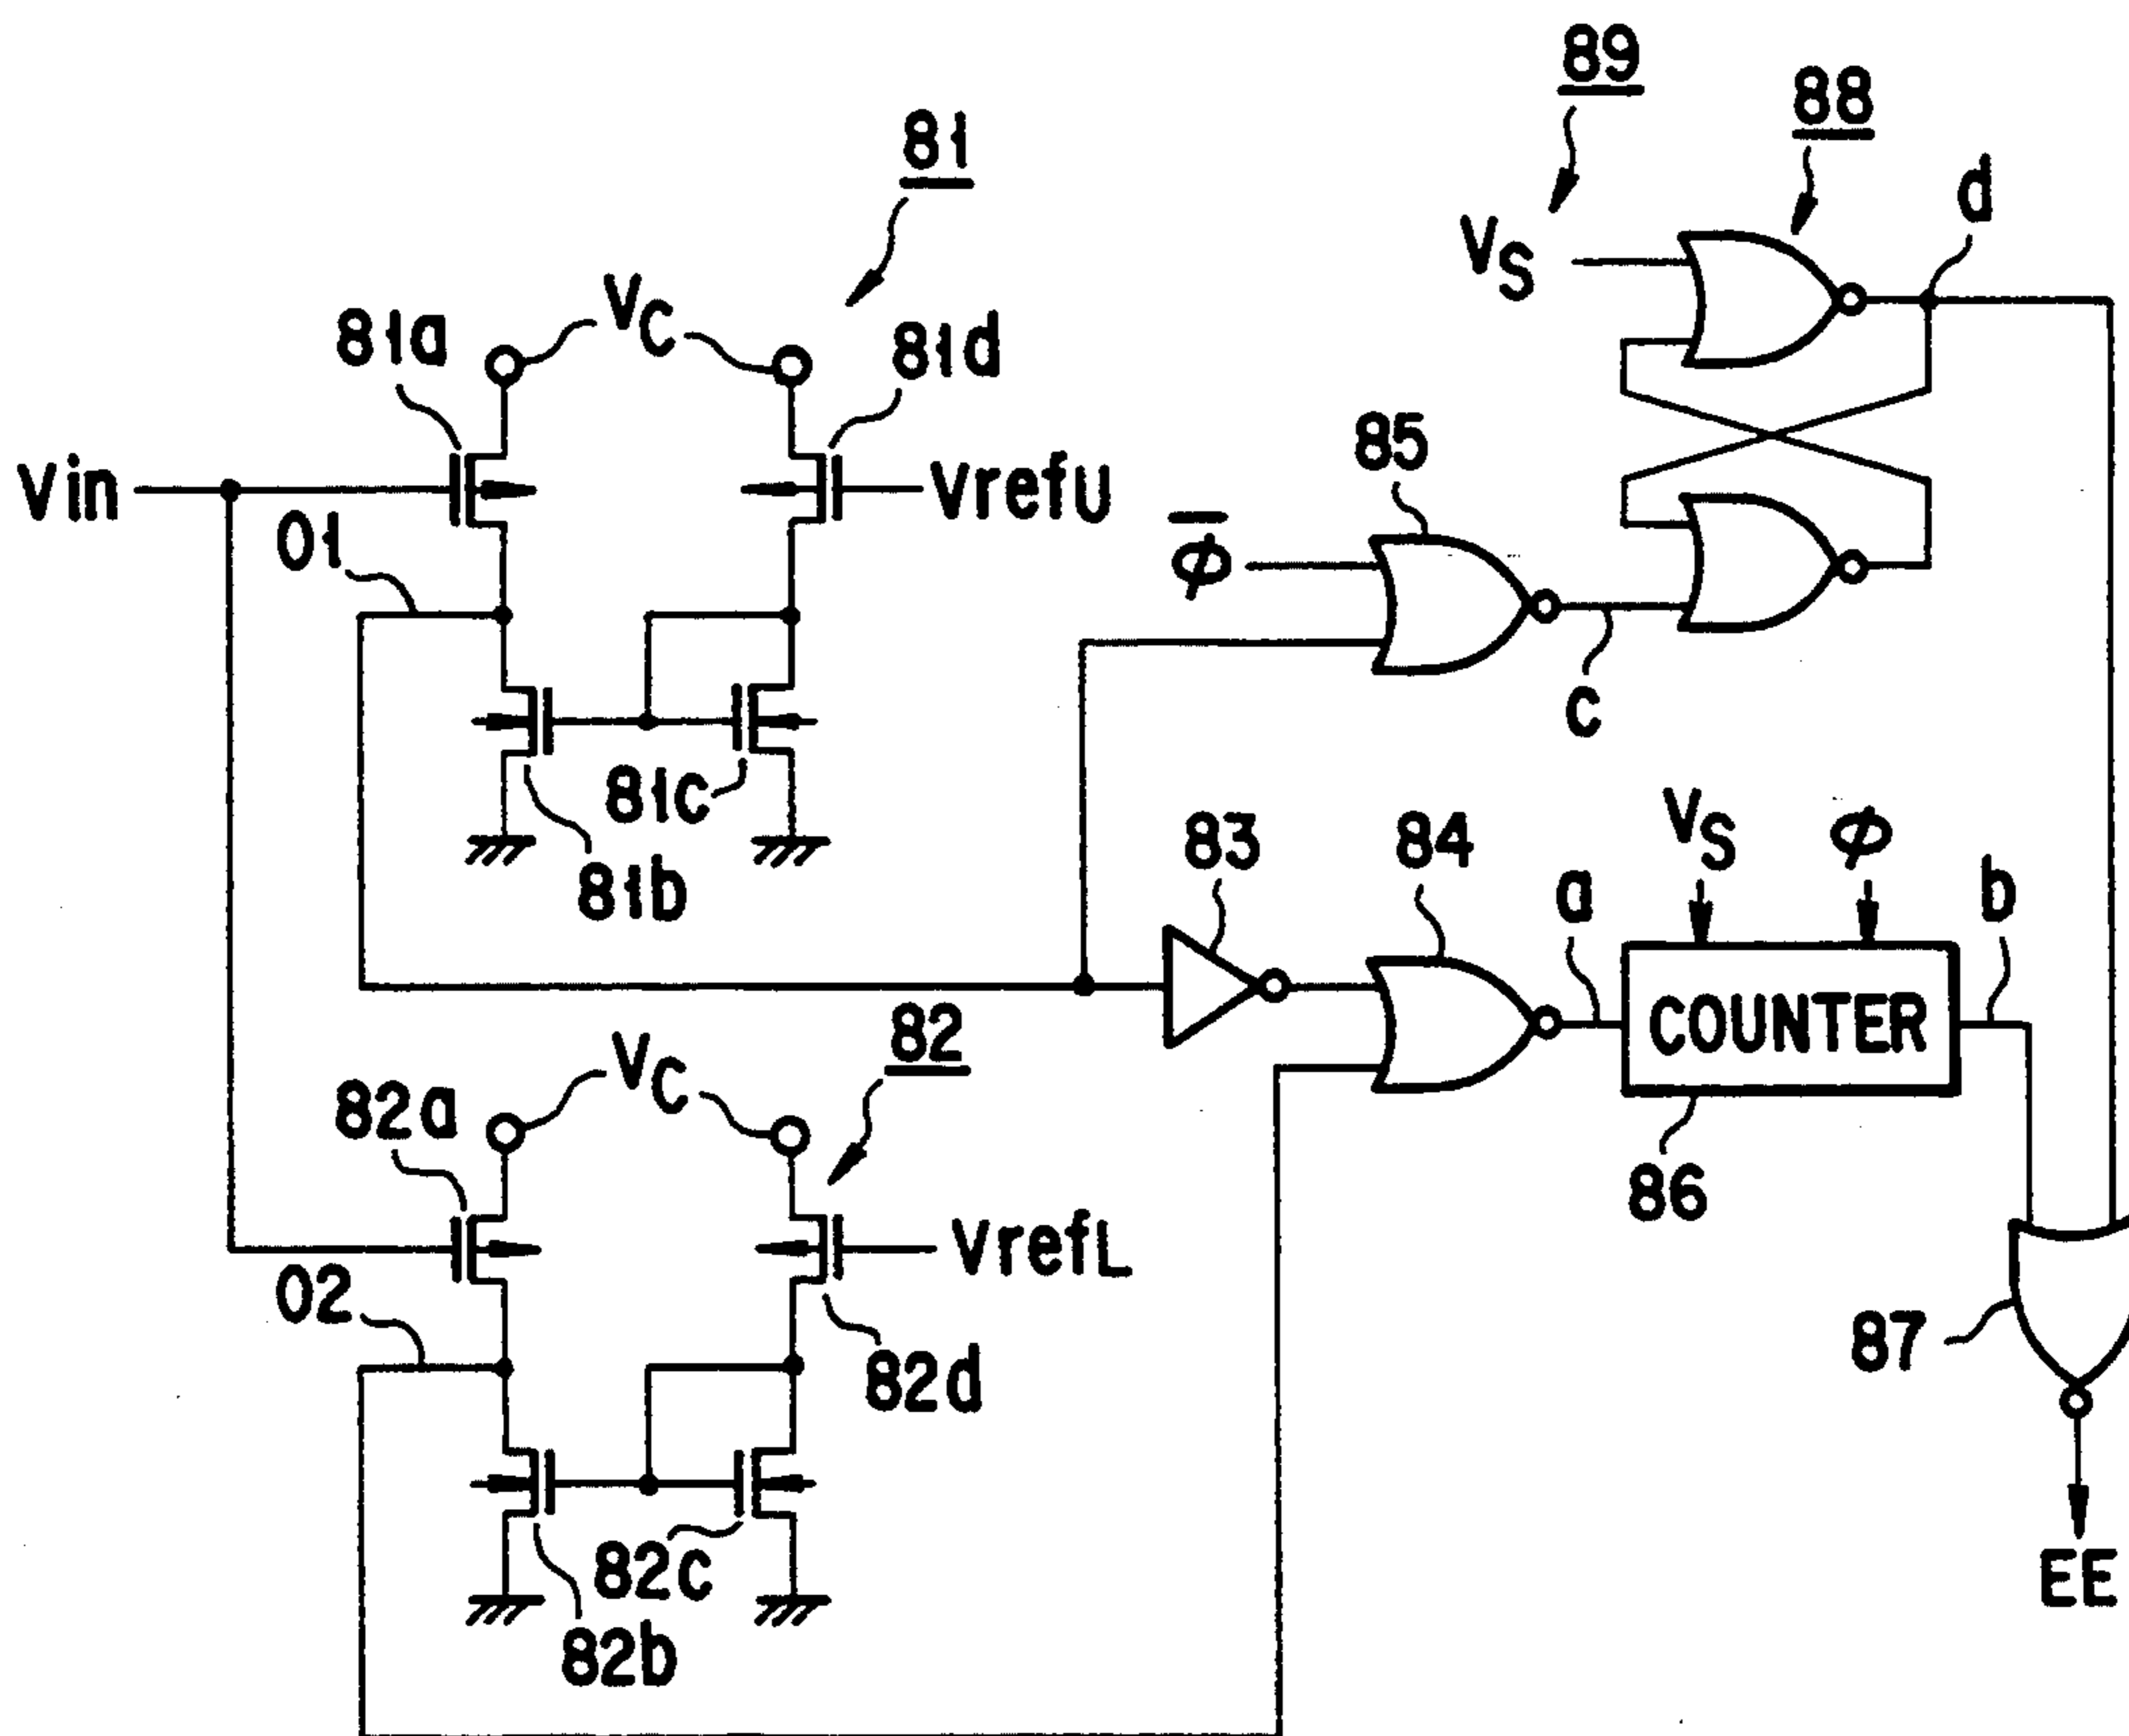 89
88
81
d
VS
VC
81a
81d
85
Vin
VrefU
01
φ̅
C
81c
VS
φ
83
84
81b
a
b
COUNTER
82
VC
82a
86
VrefL
02
87
82d
82c
EE
82b